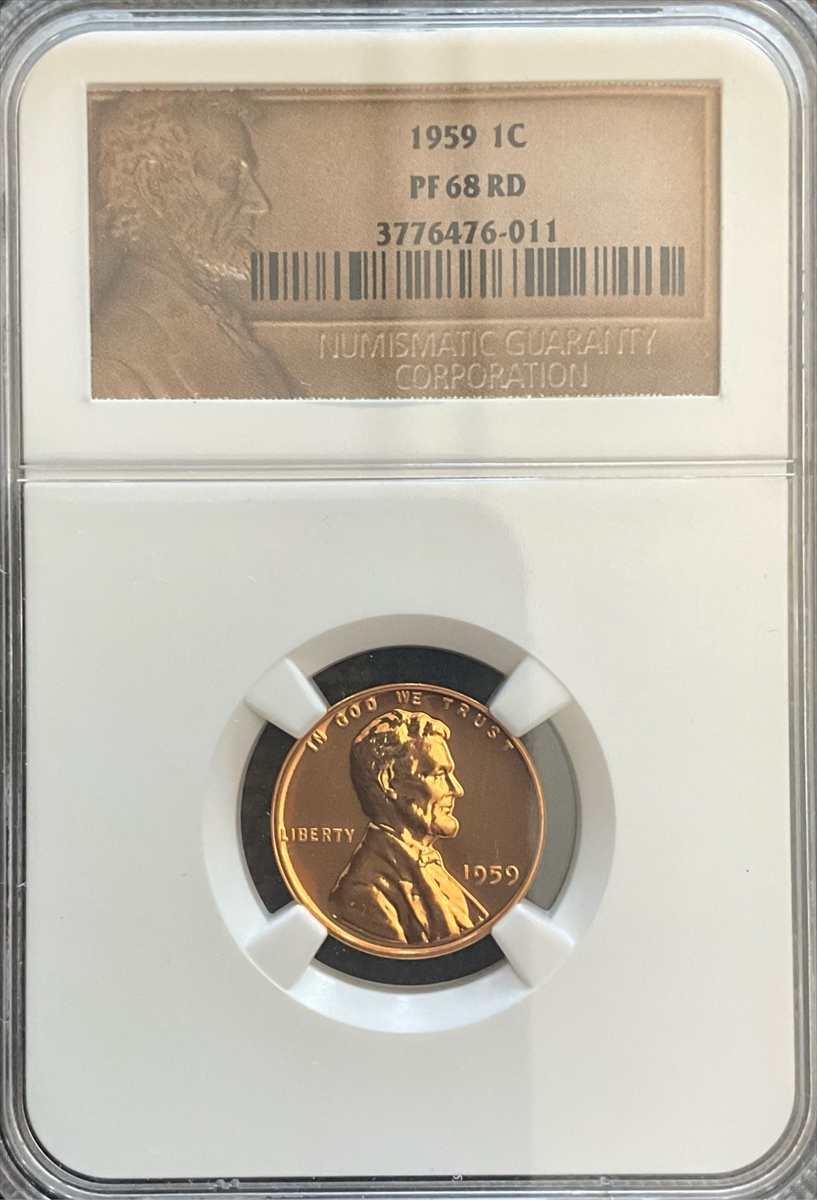 1959 1C
PF 68 RD
3776476-011
NUMISMATIC GUARANTY
CORPORATION
IN GOD WE TRUST
LIBERTY
1959